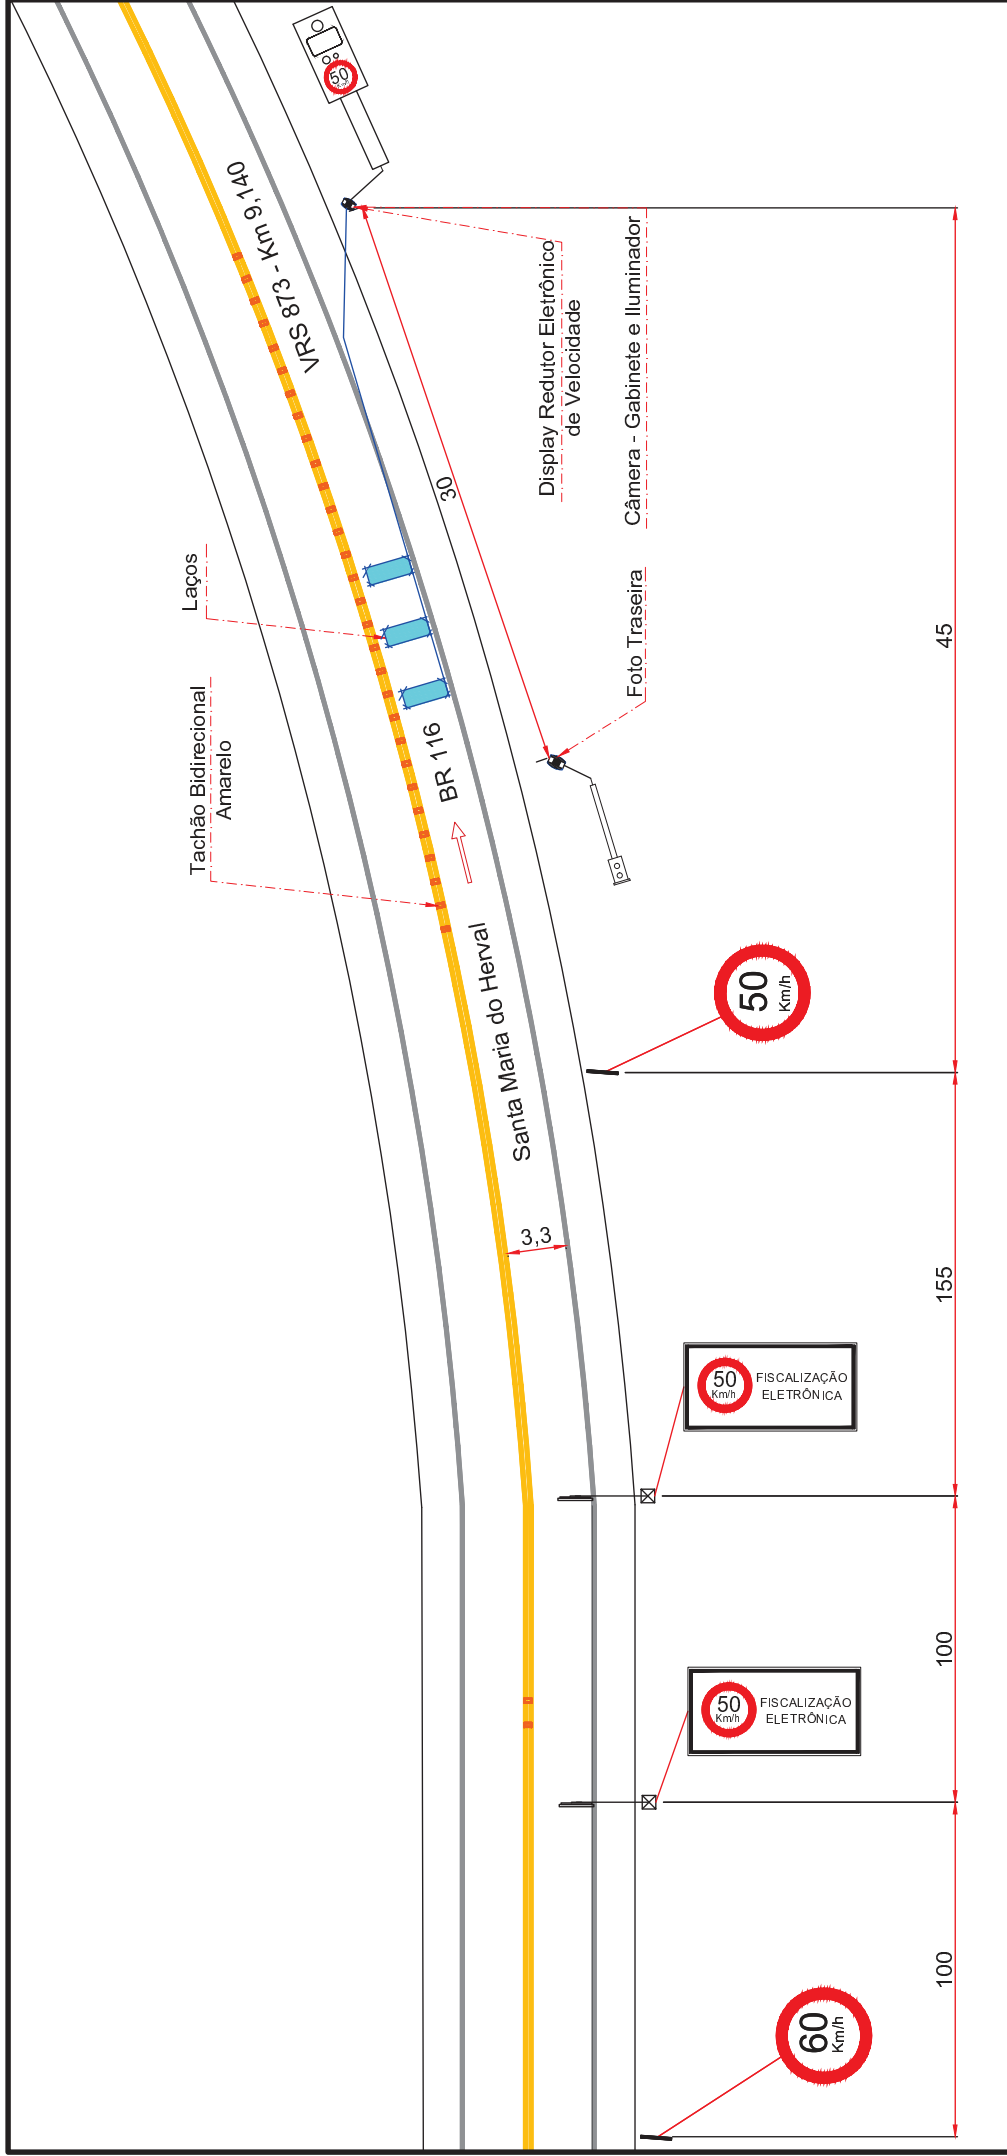 50
Km/h
VRS 873 - Km 9,140
Display Redutor Eletrônico
de Velocidade
Câmera - Gabinete e Iluminador
30
Laços
Foto Traseira
45
Tachão Bidirecional
Amarelo
BR 116
Santa Maria do Herval
50
Km/h
3,3
155
50
Km/h
FISCALIZAÇÃO
ELETRÔNICA
100
50
Km/h
FISCALIZAÇÃO
ELETRÔNICA
100
60
Km/h